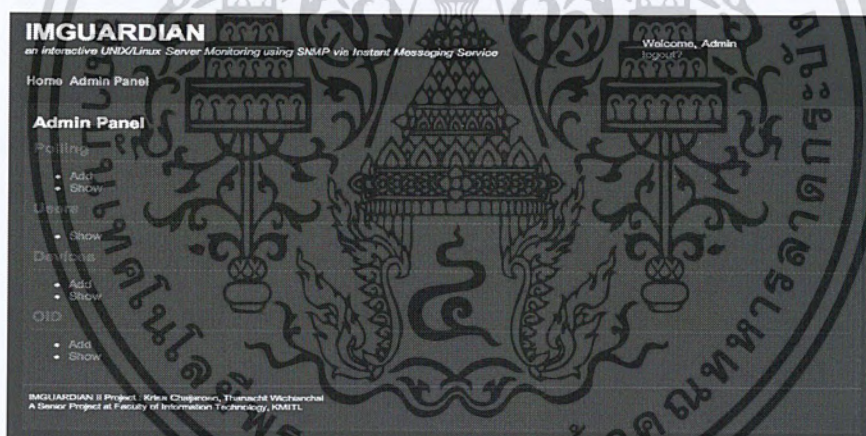 IMGUARDIAN
an interactive UNIX/Linux Server Monitoring using SNMP via Instant Messaging Service
Welcome, Admin
logout?
Home Admin Panel
Admin Panel
Polling
Add
Show
Users
Show
Devices
Add
Show
OID
Add
Show
IMGUARDIAN II Project : Krisa Chaijaroen, Thanachit Wichianchai
A Senior Project at Faculty of Information Technology, KMITL